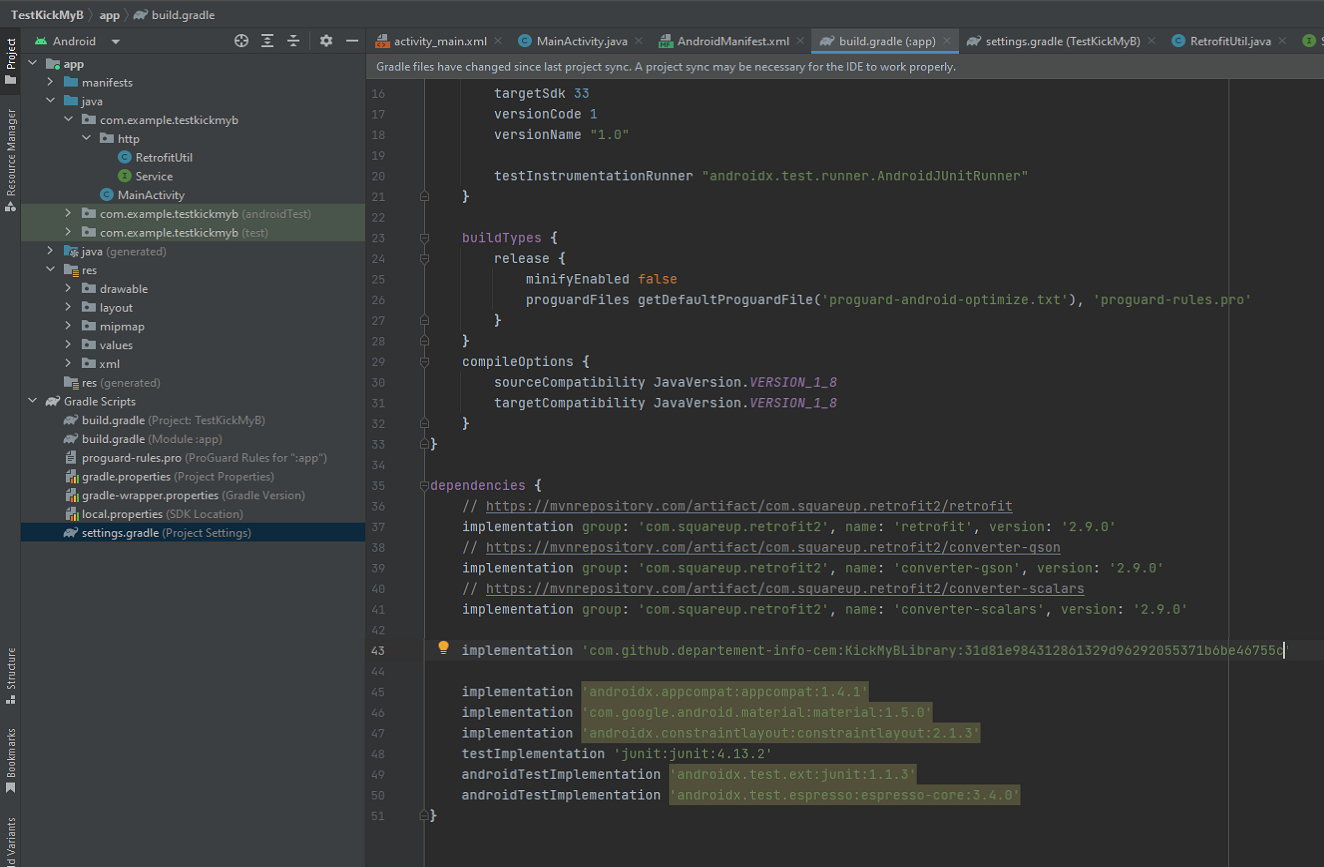 TestKickMyB app build.gradle
Android
activity_main.xml MainActivity.java AndroidManifest.xml build.gradle (:app) settings.gradle (TestKickMyB) RetrofitUtil.java
Gradle files have changed since last project sync. A project sync may be necessary for the IDE to work properly.
Project
Resource Manager
Structure
Bookmarks
app
manifests
java
com.example.testkickmyb
http
RetrofitUtil
Service
MainActivity
com.example.testkickmyb (androidTest)
com.example.testkickmyb (test)
java (generated)
res
drawable
layout
mipmap
values
xml
res (generated)
Gradle Scripts
build.gradle (Project: TestKickMyB)
build.gradle (Module :app)
proguard-rules.pro (ProGuard Rules for ":app")
gradle.properties (Project Properties)
gradle-wrapper.properties (Gradle Version)
local.properties (SDK Location)
settings.gradle (Project Settings)
16 targetSdk 33
17 versionCode 1
18 versionName "1.0"
19
20 testInstrumentationRunner "androidx.test.runner.AndroidJUnitRunner"
21 }
22
23 buildTypes {
24 release {
25 minifyEnabled false
26 proguardFiles getDefaultProguardFile('proguard-android-optimize.txt'), 'proguard-rules.pro'
27 }
28 }
29 compileOptions {
30 sourceCompatibility JavaVersion.VERSION_1_8
31 targetCompatibility JavaVersion.VERSION_1_8
32 }
33 }
34
35 dependencies {
36 // https://mvnrepository.com/artifact/com.squareup.retrofit2/retrofit
37 implementation group: 'com.squareup.retrofit2', name: 'retrofit', version: '2.9.0'
38 // https://mvnrepository.com/artifact/com.squareup.retrofit2/converter-gson
39 implementation group: 'com.squareup.retrofit2', name: 'converter-gson', version: '2.9.0'
40 // https://mvnrepository.com/artifact/com.squareup.retrofit2/converter-scalars
41 implementation group: 'com.squareup.retrofit2', name: 'converter-scalars', version: '2.9.0'
42
43 implementation 'com.github.departement-info-cem:KickMyBLibrary:31d81e984312861329d96292055371b6be46755c'
44
45 implementation 'androidx.appcompat:appcompat:1.4.1'
46 implementation 'com.google.android.material:material:1.5.0'
47 implementation 'androidx.constraintlayout:constraintlayout:2.1.3'
48 testImplementation 'junit:junit:4.13.2'
49 androidTestImplementation 'androidx.test.ext:junit:1.1.3'
50 androidTestImplementation 'androidx.test.espresso:espresso-core:3.4.0'
51 }